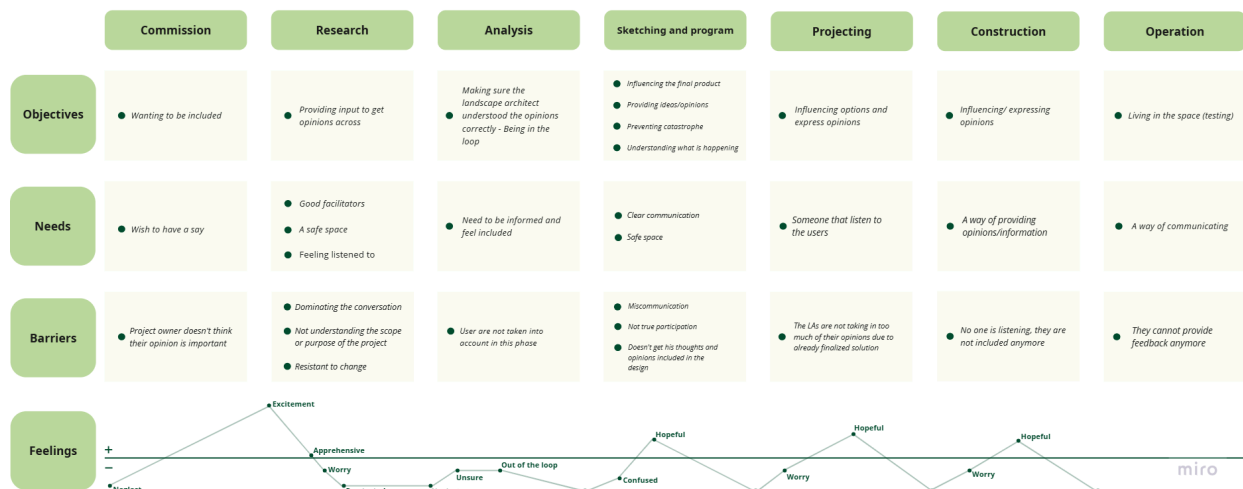 Commission
Research
Analysis
Sketching and program
Projecting
Construction
Operation
Objectives
Wanting to be included
Providing input to get
opinions across
Making sure the
landscape architect
understood the opinions
correctly - Being in the
loop
Influencing the final product
Providing ideas/opinions
Preventing catastrophe
Understanding what is happening
Influencing options and
express opinions
Influencing/ expressing
opinions
Living in the space (testing)
Needs
Wish to have a say
Good facilitators
A safe space
Feeling listened to
Need to be informed and
feel included
Clear communication
Safe space
Someone that listen to
the users
A way of providing
opinions/information
A way of communicating
Barriers
Project owner doesn't think
their opinion is important
Dominating the conversation
Not understanding the scope
or purpose of the project
Resistant to change
User are not taken into
account in this phase
Miscommunication
Not true participation
Doesn't get his thoughts and
opinions included in the
design
The LAs are not taking in too
much of their opinions due to
already finalized solution
No one is listening, they are
not included anymore
They cannot provide
feedback anymore
Feelings
+
−
Neglect
Excitement
Apprehensive
Worry
Unsure
Out of the loop
Confused
Hopeful
Worry
Hopeful
Worry
Hopeful
miro